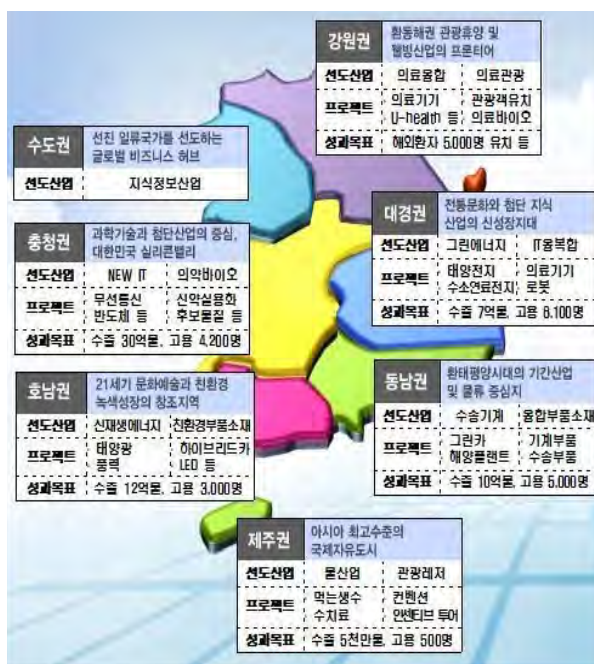 강원권
환동해권 관광휴양 및
웰빙산업의 프론티어
선도산업 의료융합 의료관광
프로젝트 의료기기 관광객유치
U-health 등 의료바이오
성과목표 해외환자 5,000명 유치 등
수도권
선진 일류국가를 선도하는
글로벌 비즈니스 허브
선도산업 지식정보산업
대경권
전통문화와 첨단 지식
산업의 신성장지대
선도산업 그린에너지 IT융복합
프로젝트 태양전지 의료기기
수소연료전지 로봇
성과목표 수출 7억불, 고용 8,100명
충청권
과학기술과 첨단산업의 중심,
대한민국 실리콘밸리
선도산업 NEW IT 의약바이오
프로젝트 무선통신 신약실용화
반도체 등 후보물질 등
성과목표 수출 30억불, 고용 4,200명
호남권
21세기 문화예술과 친환경
녹색성장의 창조지역
선도산업 신재생에너지 친환경부품소재
프로젝트 태양광 하이브리드카
풍력 LED 등
성과목표 수출 12억불, 고용 3,000명
동남권
환태평양시대의 기간산업
및 물류 중심지
선도산업 수송기계 융합부품소재
프로젝트 그린카 기계부품
해양플랜트 수송부품
성과목표 수출 10억불, 고용 5,000명
제주권
아시아 최고수준의
국제자유도시
선도산업 물산업 관광레저
프로젝트 먹는생수 컨벤션
수치료 인센티브 투어
성과목표 수출 5천만불, 고용 500명